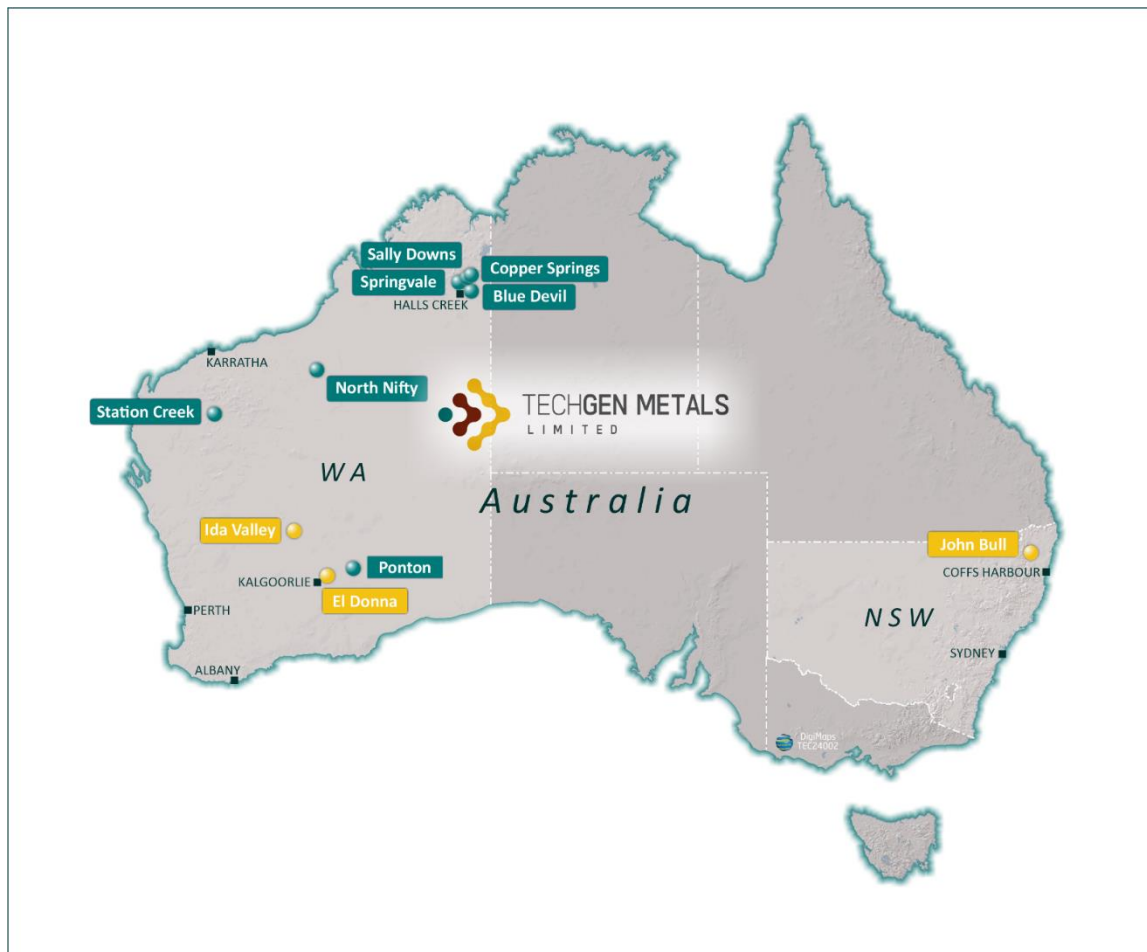 Sally Downs
Copper Springs
Springvale
Blue Devil
HALLS CREEK
KARRATHA
North Nifty
Station Creek
TECHGEN METALS
LIMITED
WA
Australia
Ida Valley
John Bull
Ponton
KALGOORLIE
COFFS HARBOUR
El Donna
PERTH
NSW
SYDNEY
ALBANY
DigiMaps
TEC24002